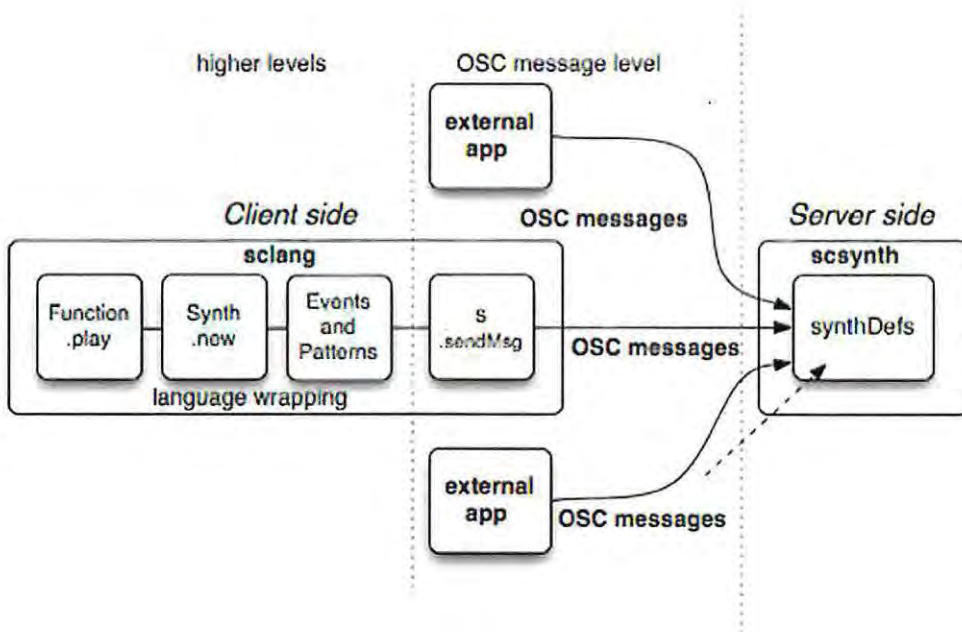 higher levels
OSC message level
external
app
Client side
OSC messages
Server side
sclang
scsynth
Function
.play
Synth
.new
Events
and
Patterns
s
.sendMsg
OSC messages
synthDefs
language wrapping
external
app
OSC messages